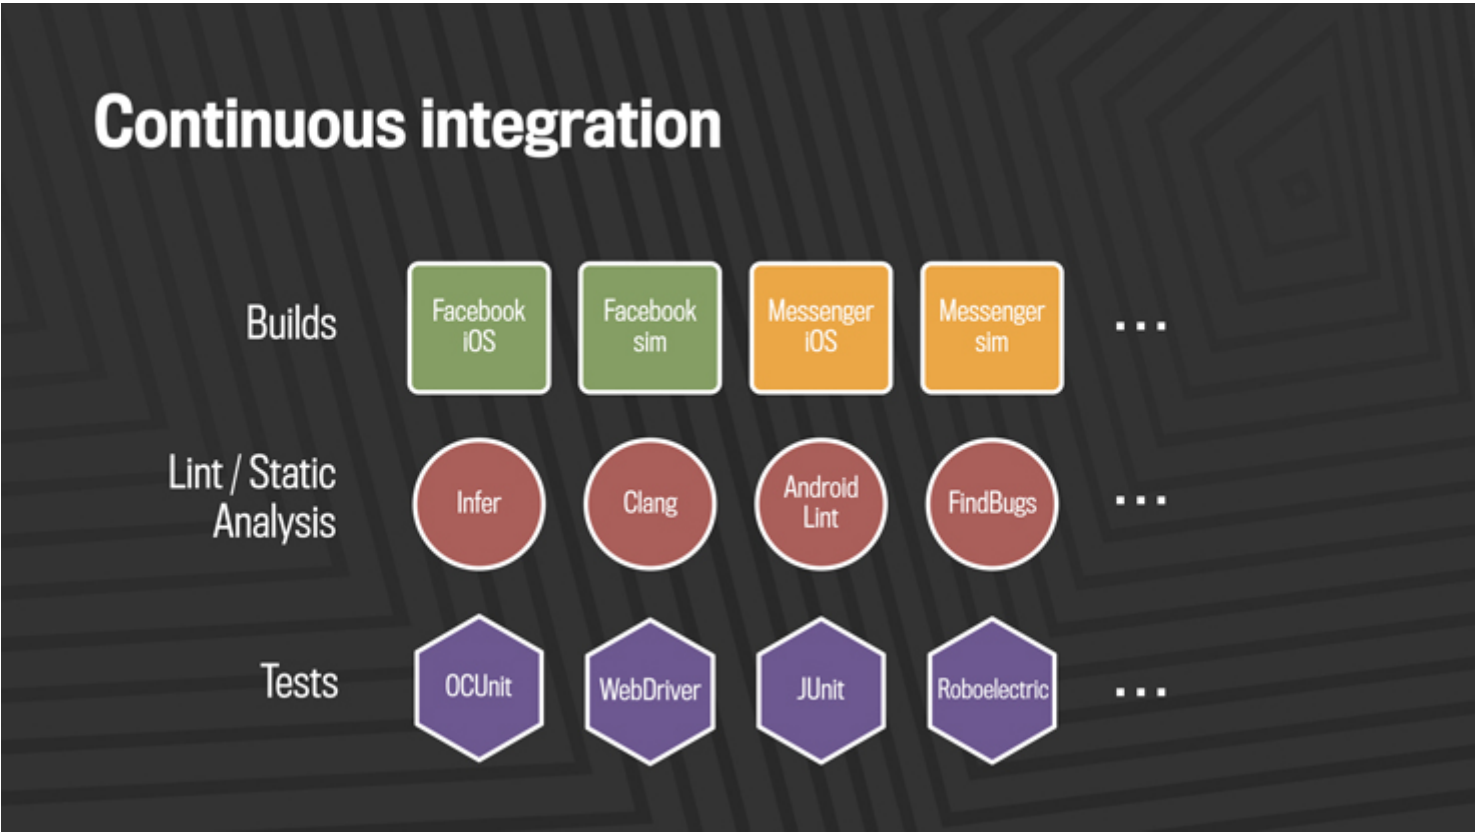 Continuous integration
Builds
Facebook
iOS
Facebook
sim
Messenger
iOS
Messenger
sim
...
Lint / Static
Analysis
Infer
Clang
Android
Lint
FindBugs
...
Tests
OCUnit
WebDriver
JUnit
Roboelectric
...